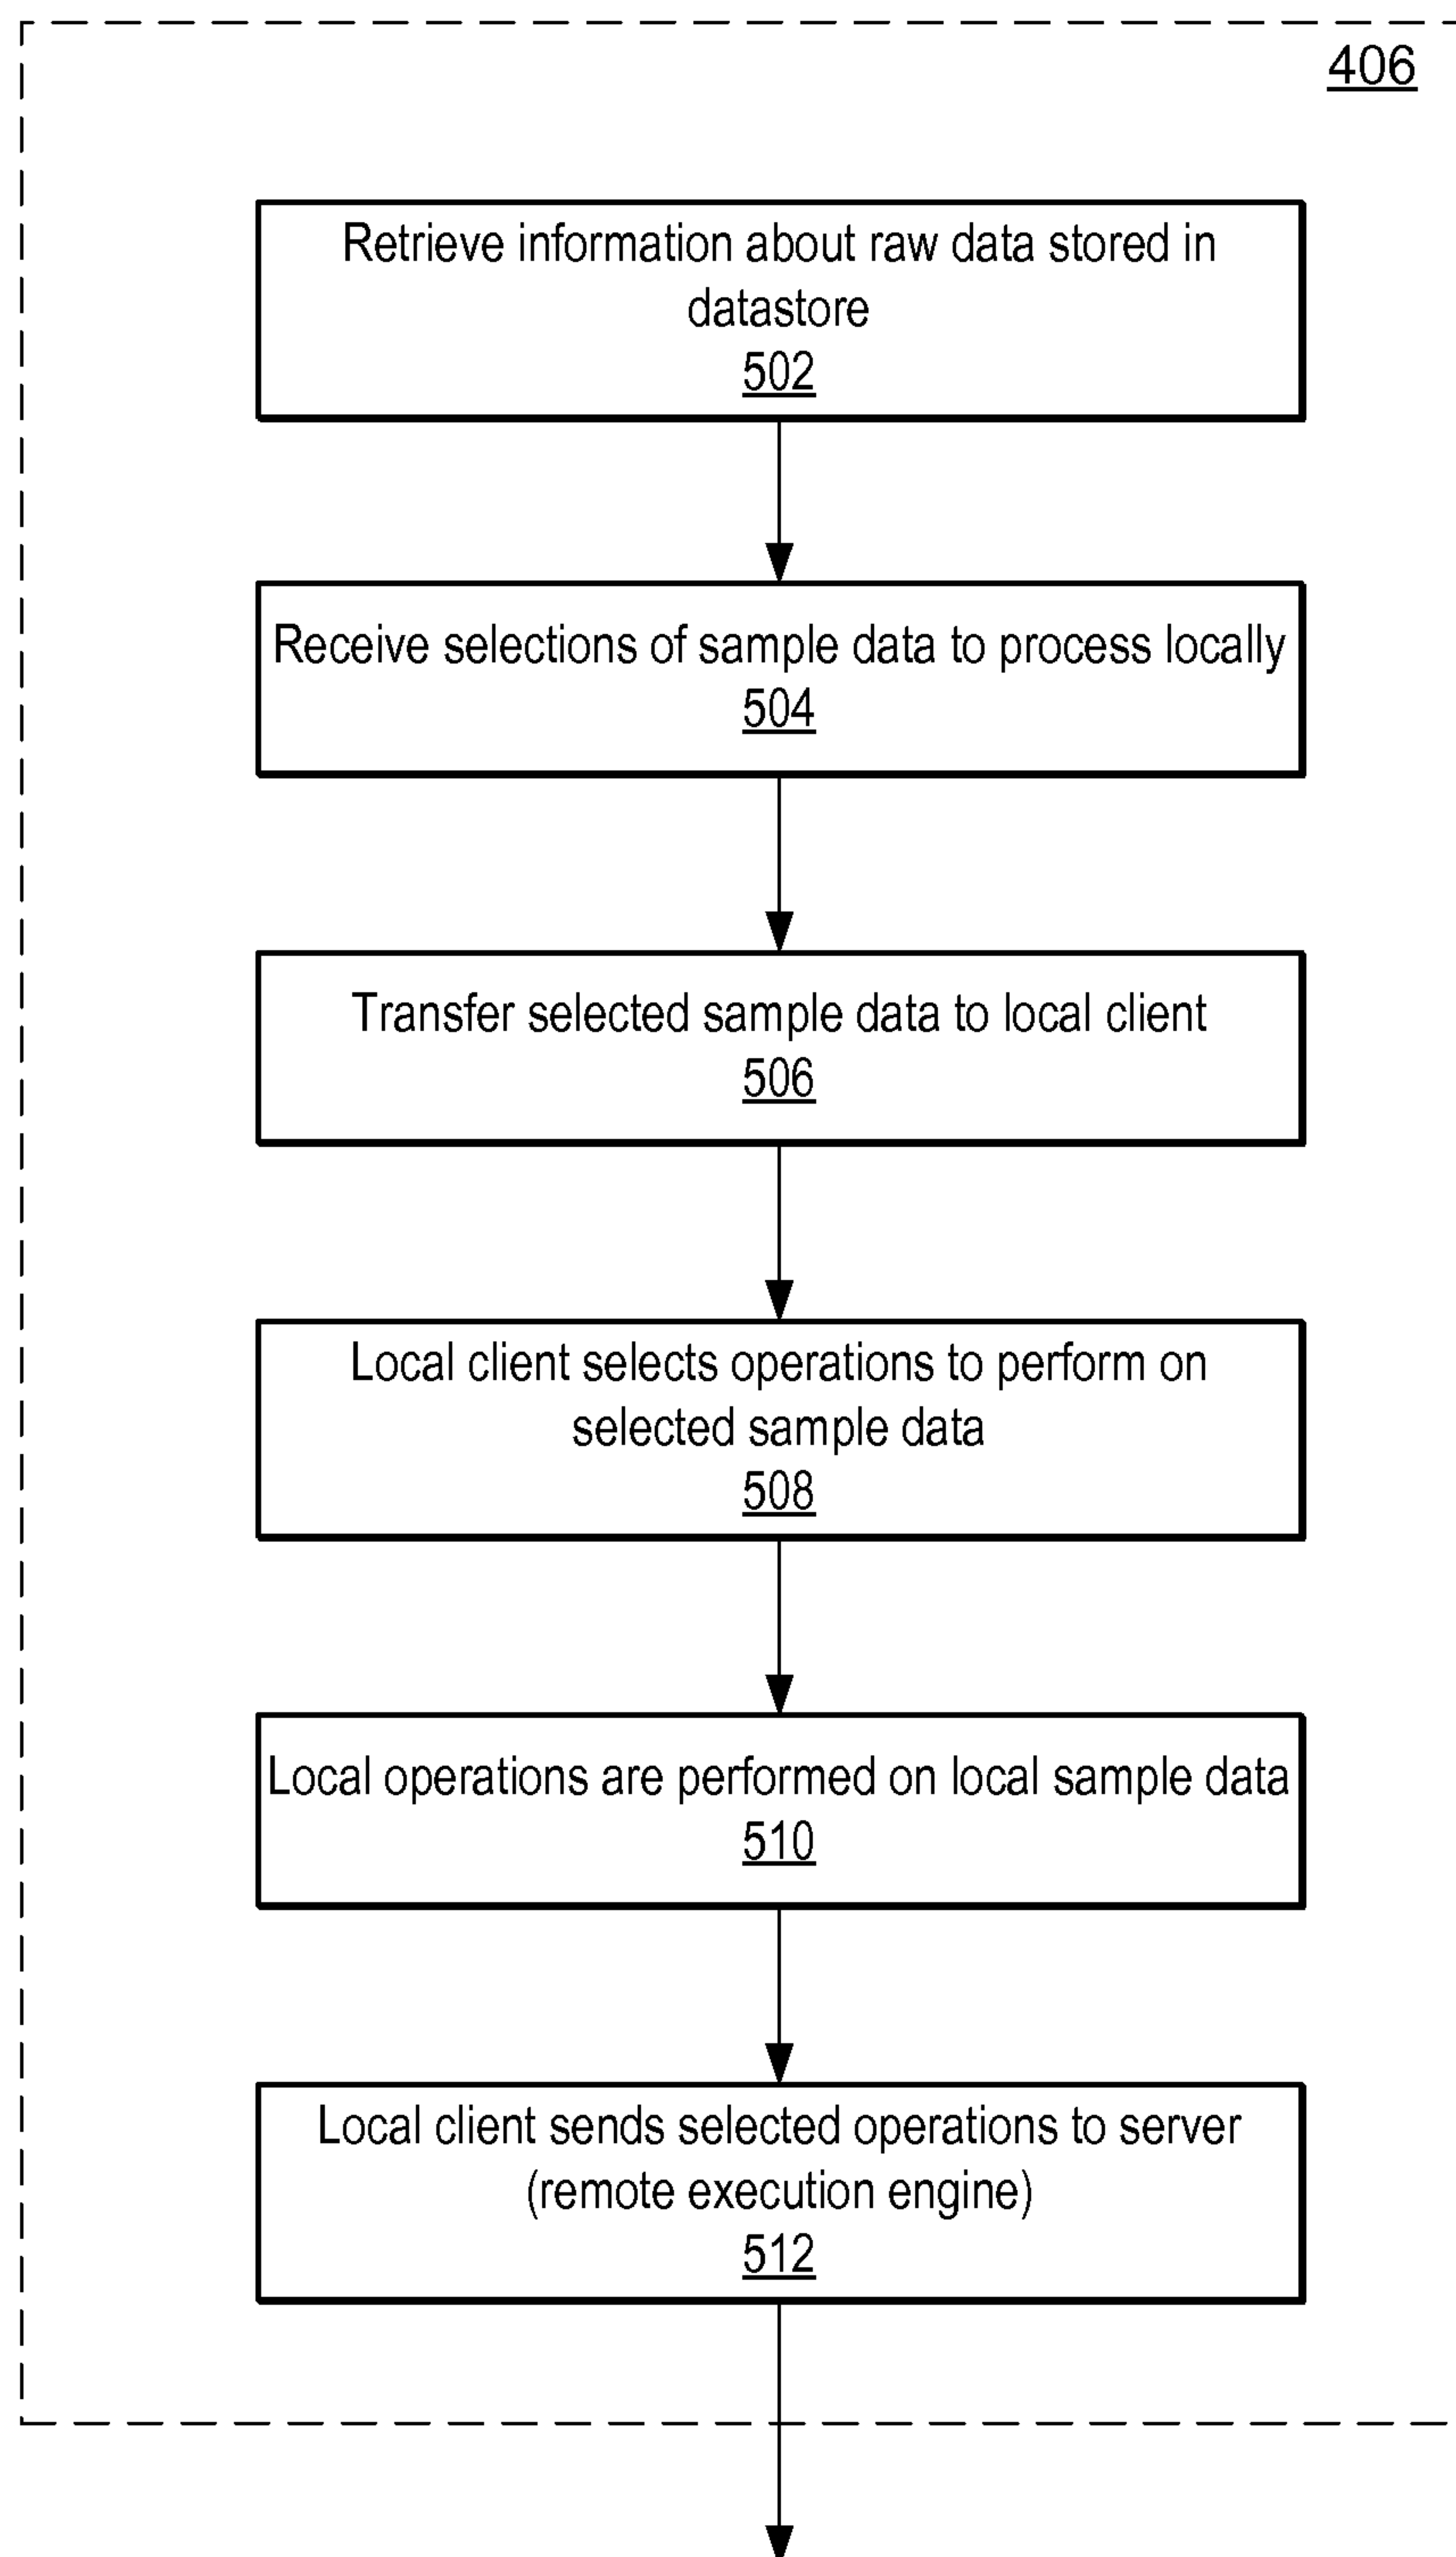 406
Retrieve information about raw data stored in
datastore
502
Receive selections of sample data to process locally
504
Transfer selected sample data to local client
506
Local client selects operations to perform on
selected sample data
508
Local operations are performed on local sample data
510
Local client sends selected operations to server
(remote execution engine)
512